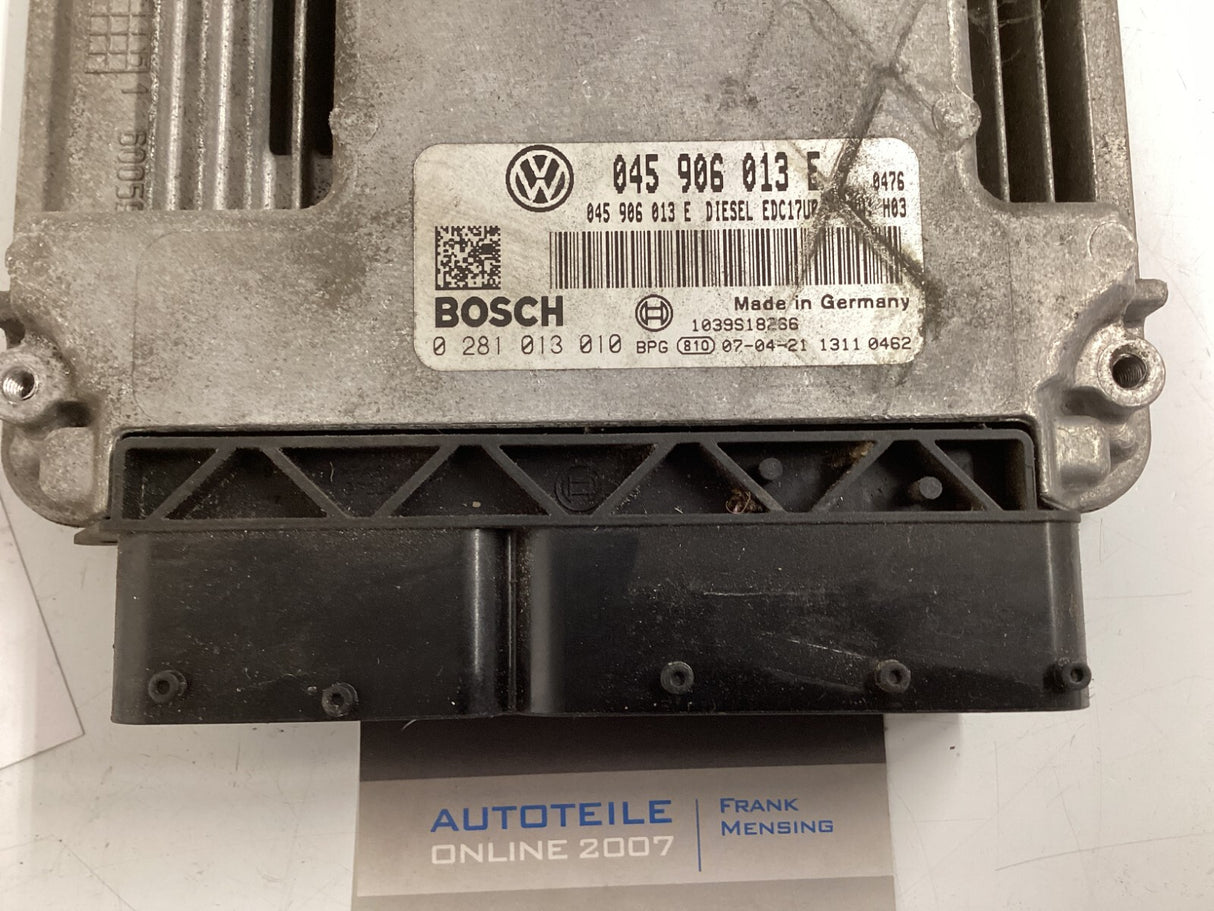 045 906 013 E
0476
045 906 013 E DIESEL EDC17UP H03
BOSCH
Made in Germany
1039S18266
0 281 013 010 BPG 810 07-04-21 1311 0462
AUTOTEILE
ONLINE 2007
FRANK
MENSING